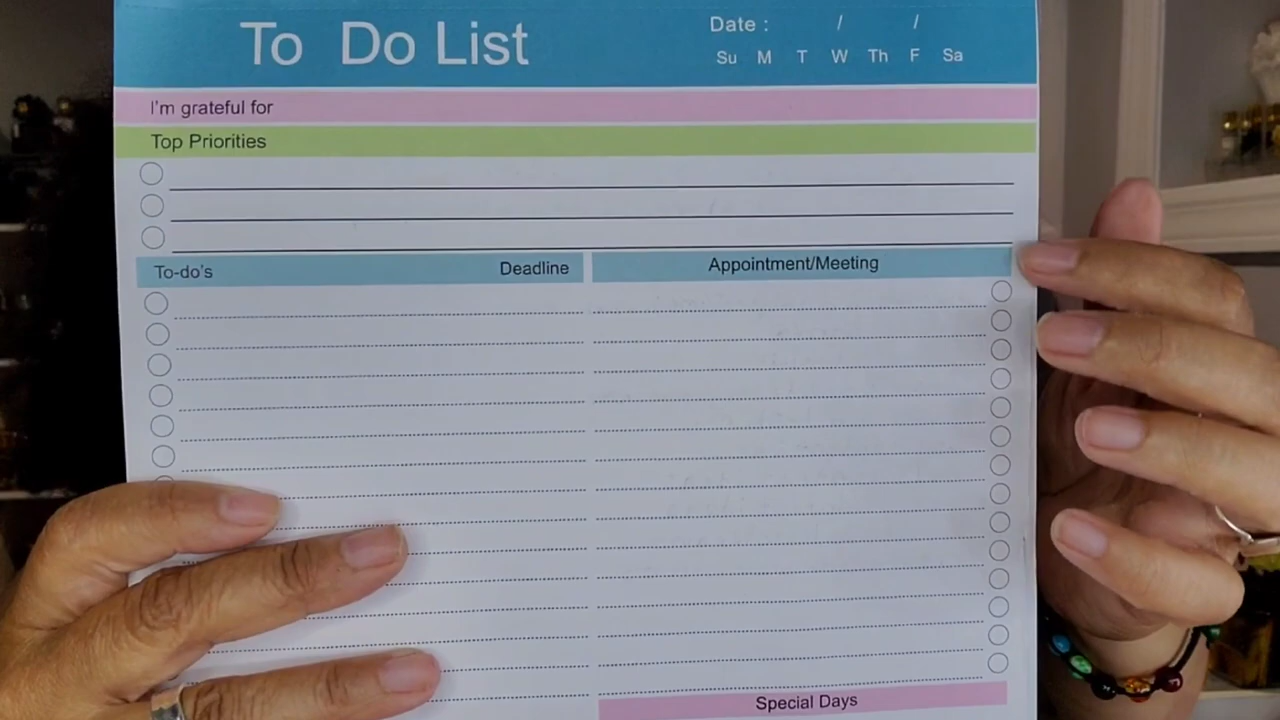 To Do List
Date : / /
Su M T W Th F Sa
I'm grateful for
Top Priorities
To-do's Deadline
Appointment/Meeting
Special Days